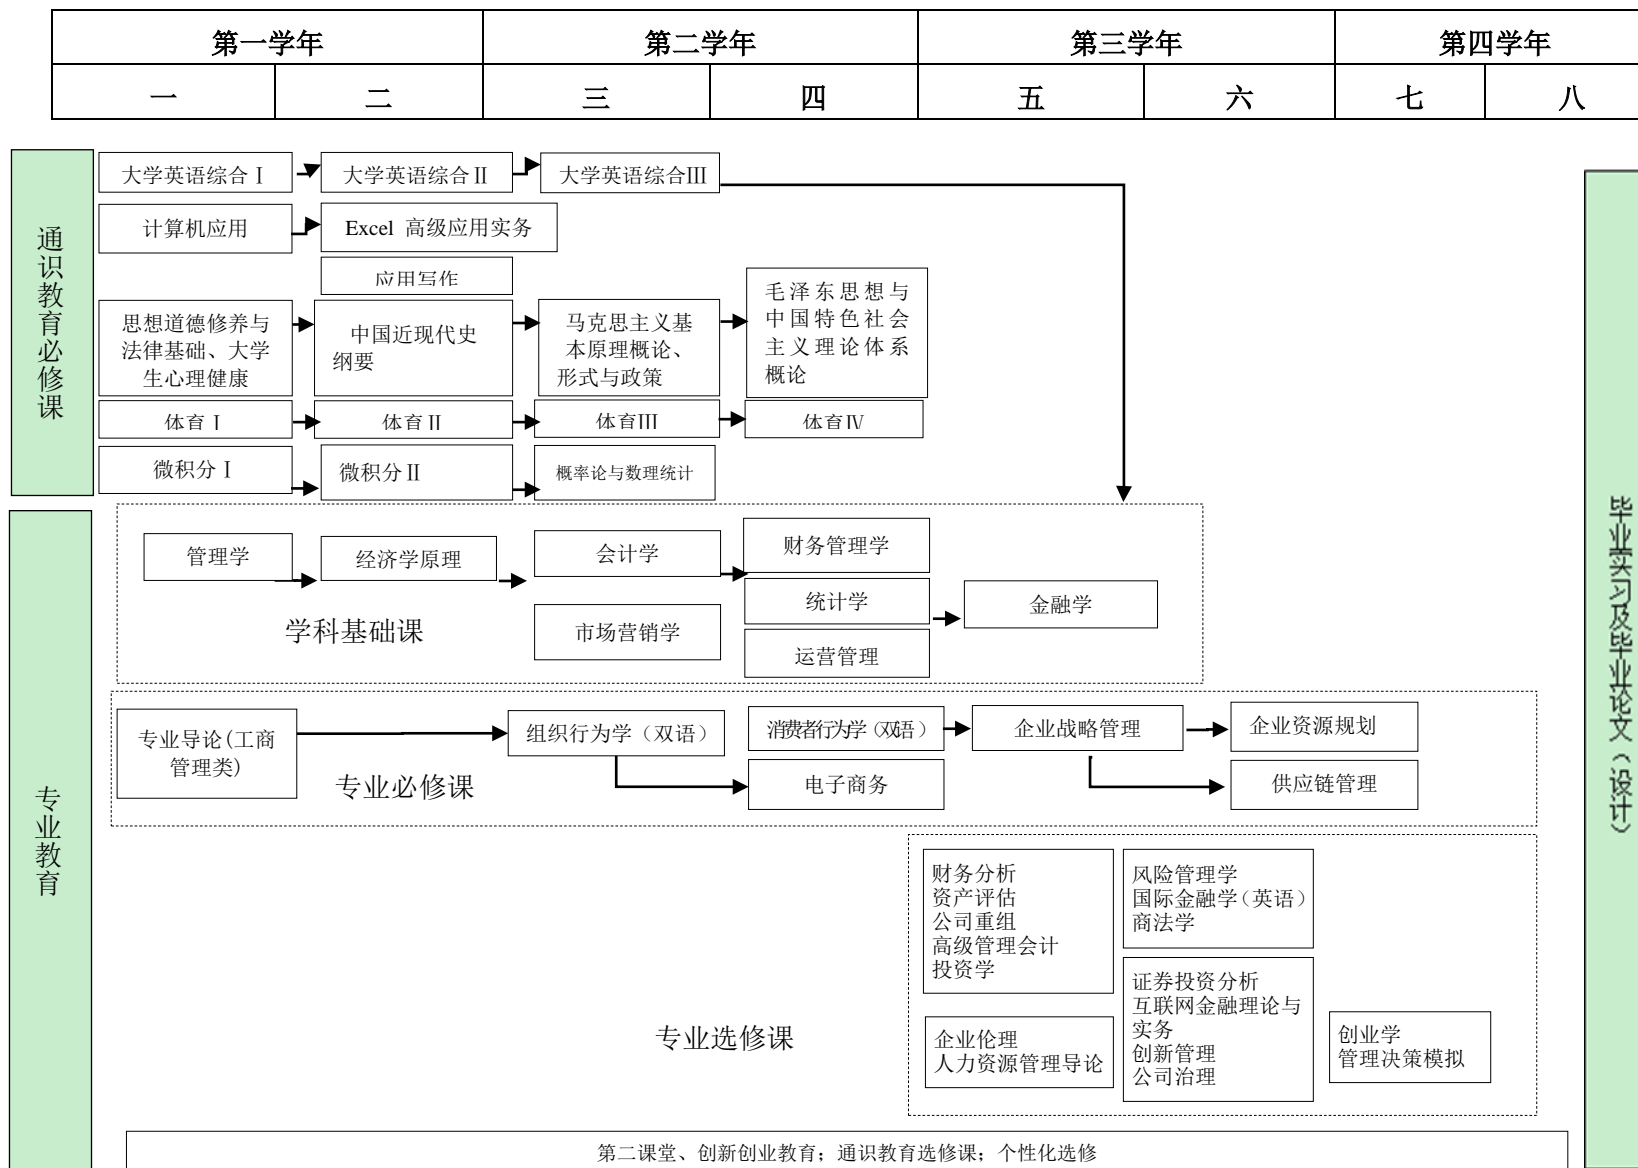 第一学年 第二学年 第三学年 第四学年
一 二 三 四 五 六 七 八
通识教育必修课
大学英语综合Ⅰ 大学英语综合Ⅱ 大学英语综合Ⅲ
计算机应用 Excel 高级应用实务
应用写作
思想道德修养与
法律基础、大学
生心理健康
中国近现代史
纲要
马克思主义基
本原理概论、
形式与政策
毛泽东思想与
中国特色社会
主义理论体系
概论
体育Ⅰ 体育Ⅱ 体育Ⅲ 体育Ⅳ
微积分Ⅰ 微积分Ⅱ 概率论与数理统计
专业教育
管理学 经济学原理 会计学 财务管理学
统计学 金融学
市场营销学
运营管理
学科基础课
专业导论(工商
管理类)
组织行为学（双语） 消费者行为学（双语） 企业战略管理 企业资源规划
电子商务 供应链管理
专业必修课
财务分析
资产评估
公司重组
高级管理会计
投资学
风险管理学
国际金融学（英语）
商法学
企业伦理
人力资源管理导论
证券投资分析
互联网金融理论与
实务
创新管理
公司治理
创业学
管理决策模拟
专业选修课
第二课堂、创新创业教育；通识教育选修课；个性化选修
毕业实习及毕业论文（设计）